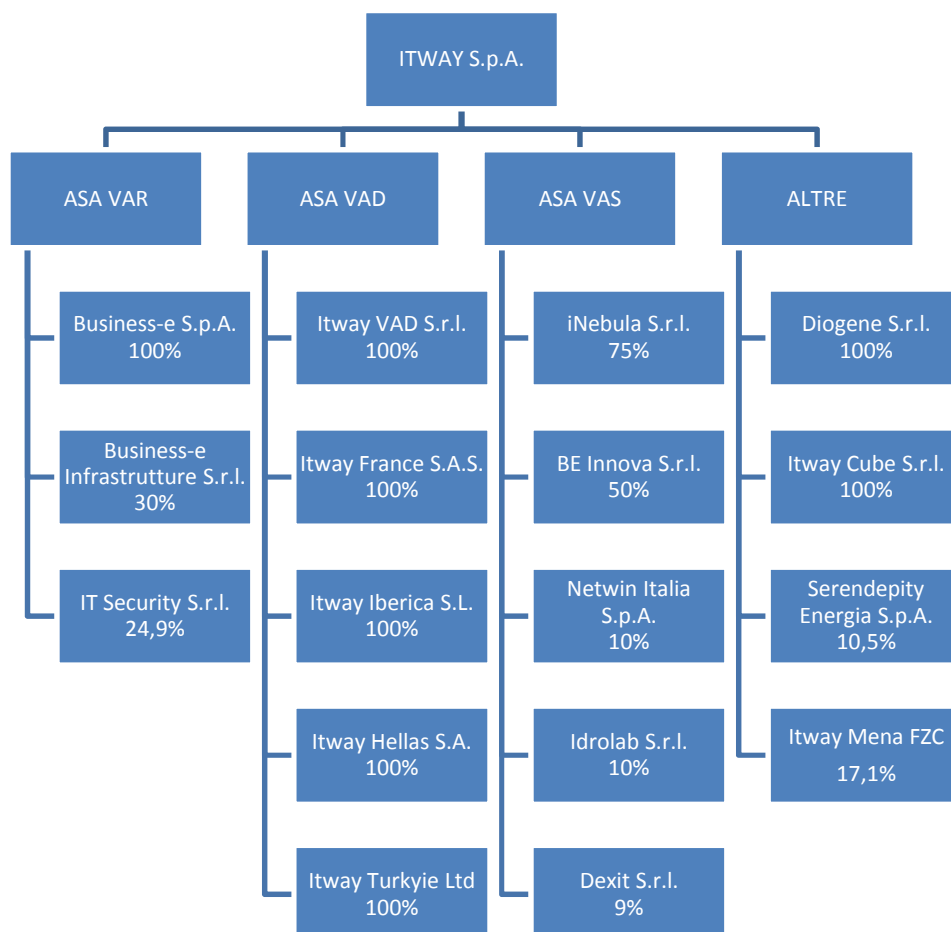 ITWAY S.p.A.
ASA VAR
ASA VAD
ASA VAS
ALTRE
Business-e S.p.A.
100%
Business-e
Infrastrutture S.r.l.
30%
IT Security S.r.l.
24,9%
Itway VAD S.r.l.
100%
Itway France S.A.S.
100%
Itway Iberica S.L.
100%
Itway Hellas S.A.
100%
Itway Turkyie Ltd
100%
iNebula S.r.l.
75%
BE Innova S.r.l.
50%
Netwin Italia
S.p.A.
10%
Idrolab S.r.l.
10%
Dexit S.r.l.
9%
Diogene S.r.l.
100%
Itway Cube S.r.l.
100%
Serendepity
Energia S.p.A.
10,5%
Itway Mena FZC
17,1%